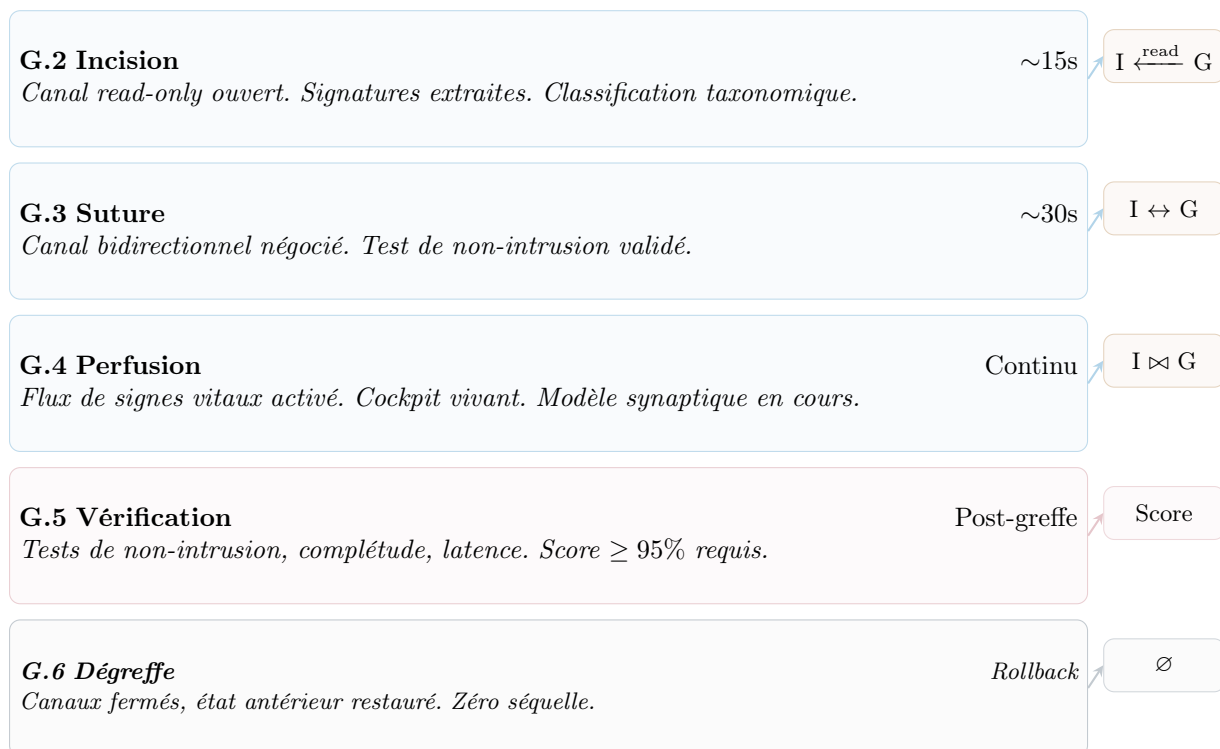 G.2 Incision ∼15s
I ←read G
Canal read-only ouvert. Signatures extraites. Classification taxonomique.
G.3 Suture ∼30s
I ↔ G
Canal bidirectionnel négocié. Test de non-intrusion validé.
G.4 Perfusion Continu
I ⋈ G
Flux de signes vitaux activé. Cockpit vivant. Modèle synaptique en cours.
G.5 Vérification Post-greffe
Score
Tests de non-intrusion, complétude, latence. Score ≥ 95% requis.
G.6 Dégreffe Rollback
∅
Canaux fermés, état antérieur restauré. Zéro séquelle.